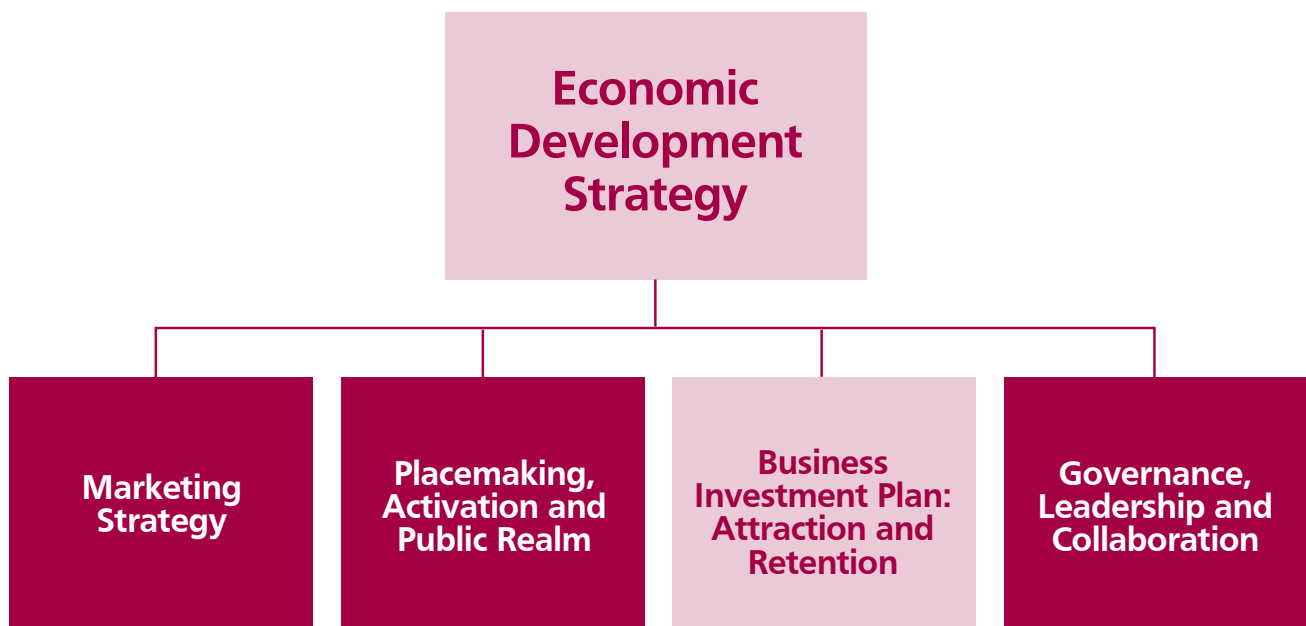 Economic
Development
Strategy
Marketing
Strategy
Placemaking,
Activation and
Public Realm
Business
Investment Plan:
Attraction and
Retention
Governance,
Leadership and
Collaboration